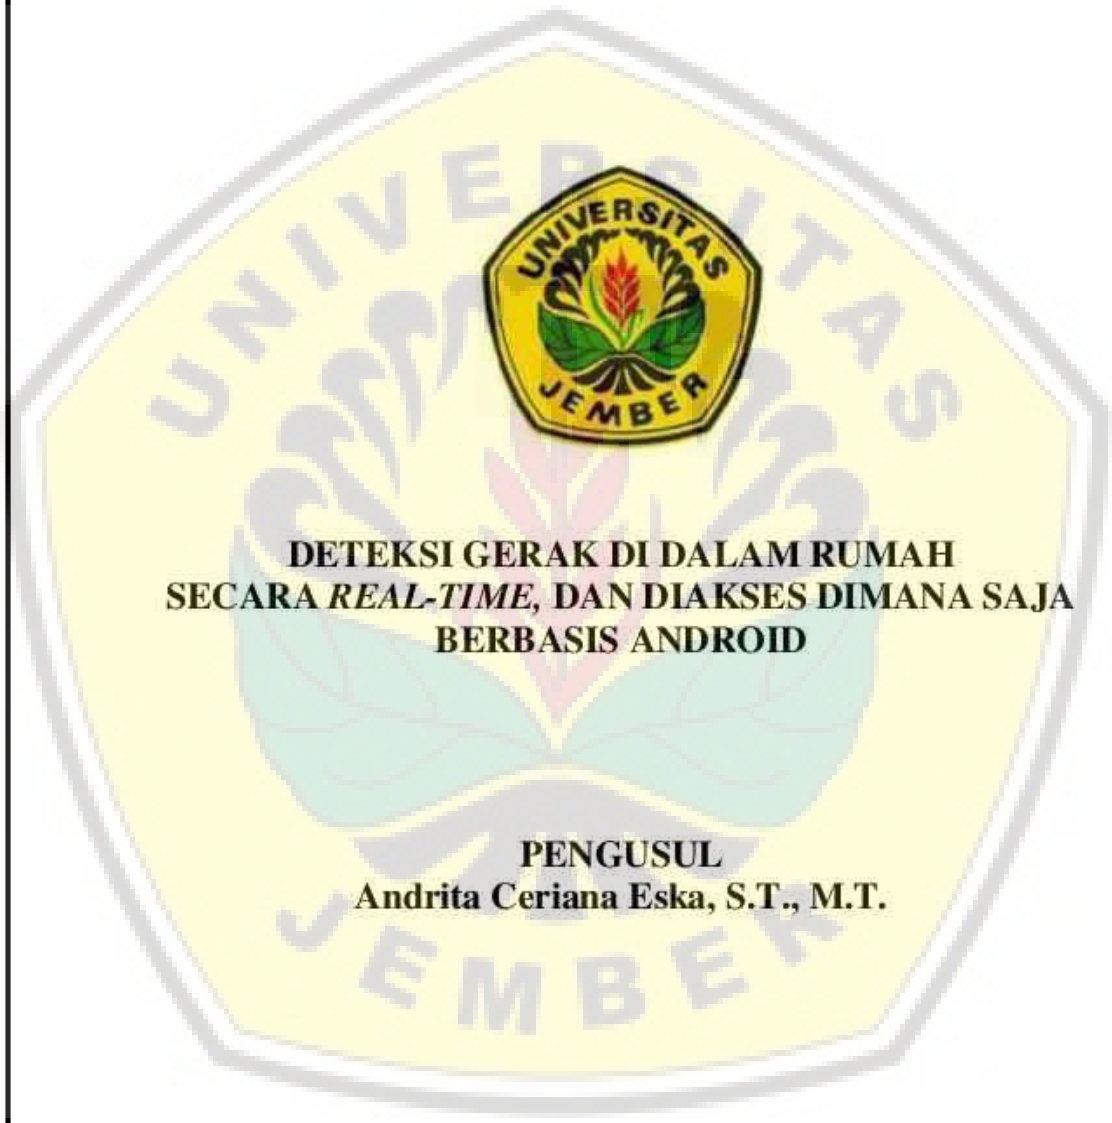 UNIVERSITAS
JEMBER
UNIVERSITAS
JEMBER
DETEKSI GERAK DI DALAM RUMAH
SECARA REAL-TIME, DAN DIAKSES DIMANA SAJA
BERBASIS ANDROID
PENGUSUL
Andrita Ceriana Eska, S.T., M.T.